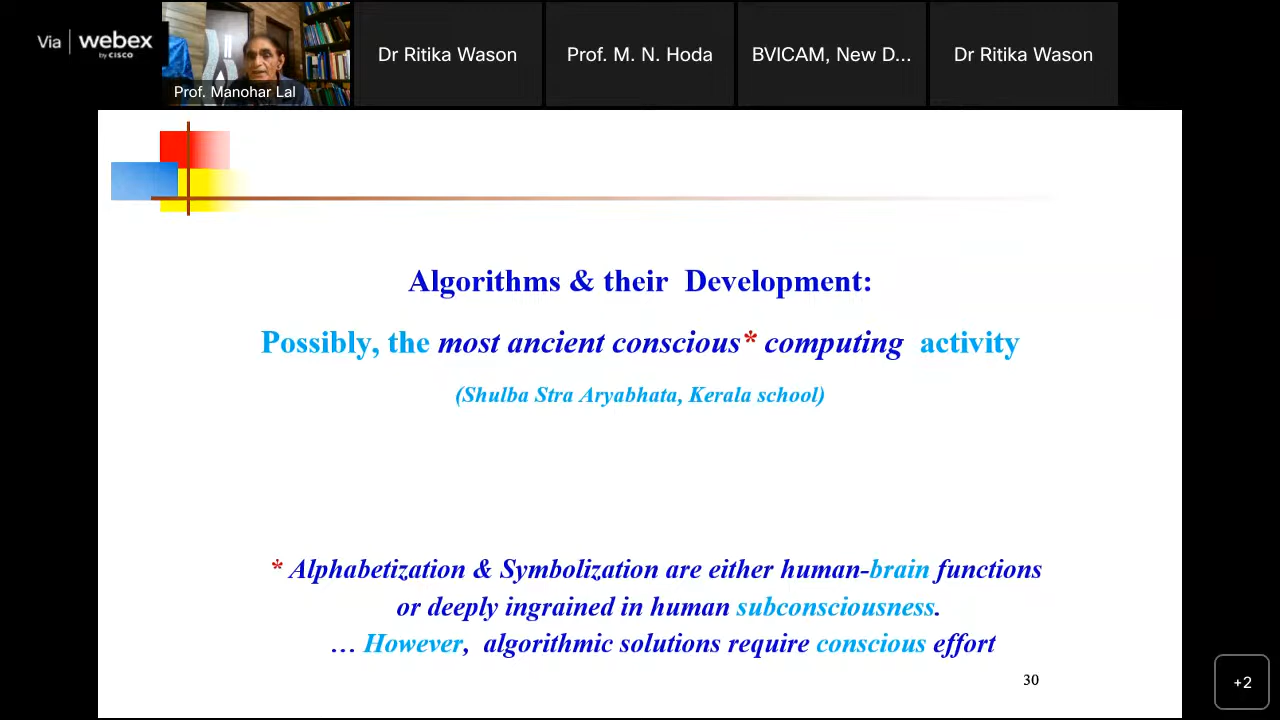 Via webex
by CISCO
Prof. Manohar Lal
Dr Ritika Wason
Prof. M. N. Hoda
BVICAM, New D...
Dr Ritika Wason
Algorithms & their Development:
Possibly, the most ancient conscious* computing activity
(Shulba Stra Aryabhata, Kerala school)
* Alphabetization & Symbolization are either human-brain functions
or deeply ingrained in human subconsciousness.
... However, algorithmic solutions require conscious effort
30
+2